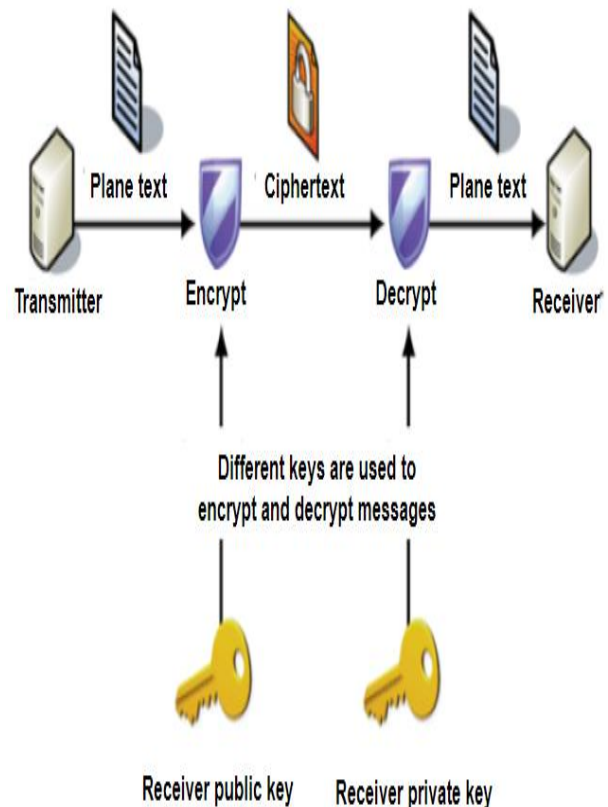 Plane text
Ciphertext
Plane text
Transmitter
Encrypt
Decrypt
Receiver
Different keys are used to
encrypt and decrypt messages
Receiver public key
Receiver private key